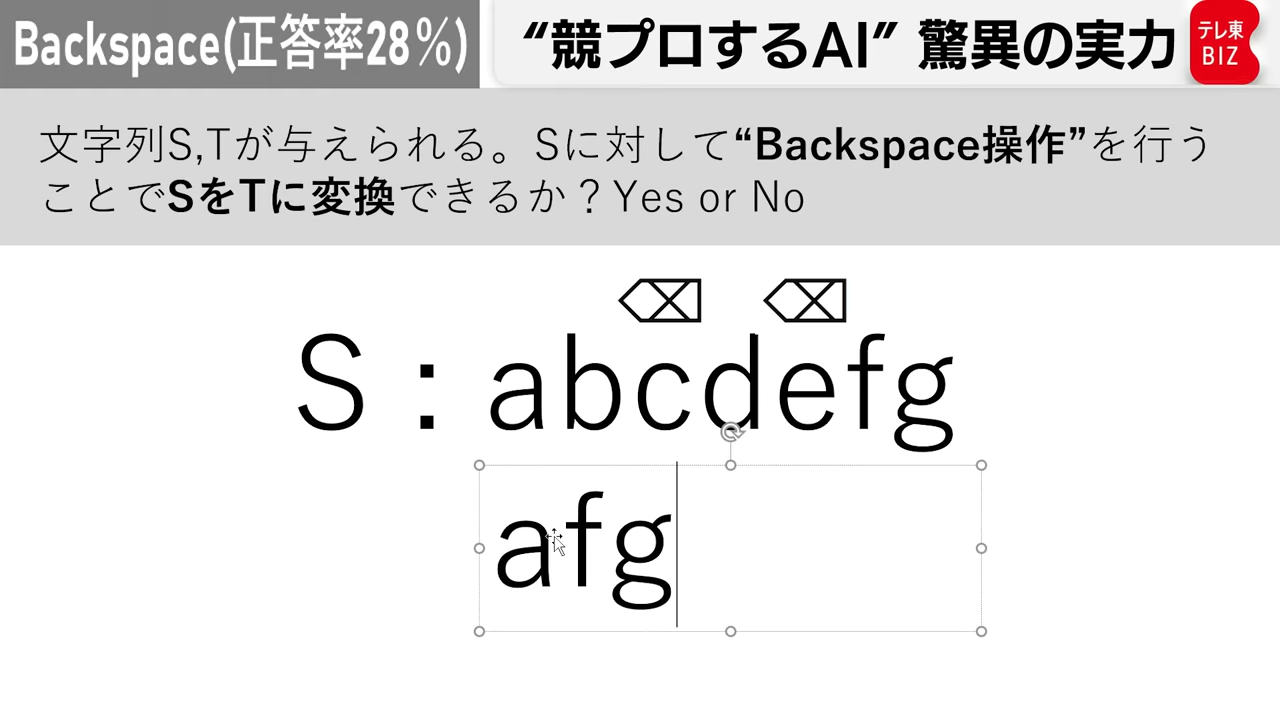 Backspace(正答率28%)
“競プロするAI” 驚異の実力
テレ東
BIZ
文字列S,Tが与えられる。Sに対して“Backspace操作”を行う
ことでSをTに変換できるか？Yes or No
S : abcdefg
afg